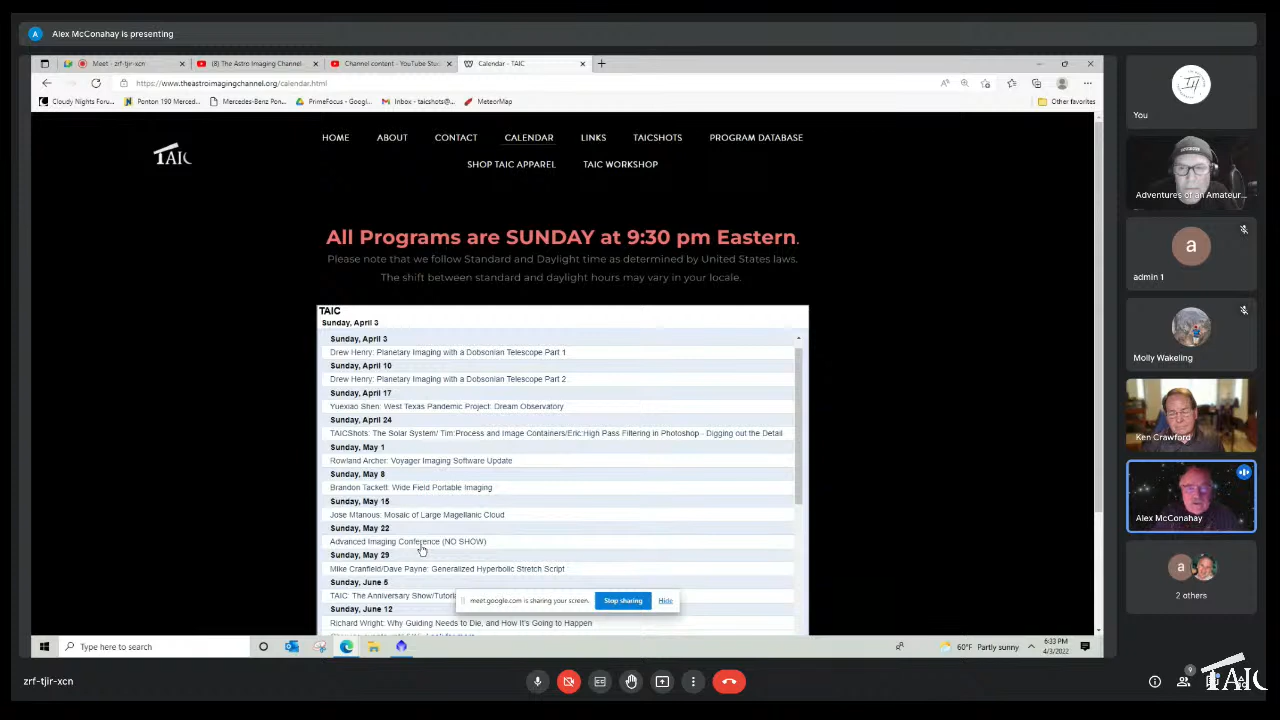 A Alex McConahay is presenting
Meet - zrf-tjir-xcn
(8) The Astro Imaging Channel
Channel content - YouTube Stu
Calendar - TAIC
https://www.theastroimagingchannel.org/calendar.html
Cloudy Nights Foru...
Ponton 190 Merced...
Mercedes-Benz Pon...
PrimeFocus - Googl...
Inbox - taicshots@...
MeteorMap
Other favorites
TAIC
HOME ABOUT CONTACT CALENDAR LINKS TAICSHOTS PROGRAM DATABASE
SHOP TAIC APPAREL TAIC WORKSHOP
All Programs are SUNDAY at 9:30 pm Eastern.
Please note that we follow Standard and Daylight time as determined by United States laws.
The shift between standard and daylight hours may vary in your locale.
TAIC
Sunday, April 3
Sunday, April 3
Drew Henry: Planetary Imaging with a Dobsonian Telescope Part 1
Sunday, April 10
Drew Henry: Planetary Imaging with a Dobsonian Telescope Part 2
Sunday, April 17
Yuexiao Shen: West Texas Pandemic Project: Dream Observatory
Sunday, April 24
TAICShots: The Solar System/ Tim:Process and Image Containers/Eric:High Pass Filtering in Photoshop - Digging out the Detail
Sunday, May 1
Rowland Archer: Voyager Imaging Software Update
Sunday, May 8
Brandon Tackett: Wide Field Portable Imaging
Sunday, May 15
Jose Mtanous: Mosaic of Large Magellanic Cloud
Sunday, May 22
Advanced Imaging Conference (NO SHOW)
Sunday, May 29
Mike Cranfield/Dave Payne: Generalized Hyperbolic Stretch Script
Sunday, June 5
TAIC: The Anniversary Show/Tutoria
Sunday, June 12
Richard Wright: Why Guiding Needs to Die, and How It's Going to Happen
meet.google.com is sharing your screen.
Stop sharing
Hide
Type here to search
60°F Partly sunny
6:33 PM
4/3/2022
You
Adventures of an Amateur...
a
admin 1
Molly Wakeling
Ken Crawford
Alex McConahay
a
2 others
zrf-tjir-xcn
9
TAIC